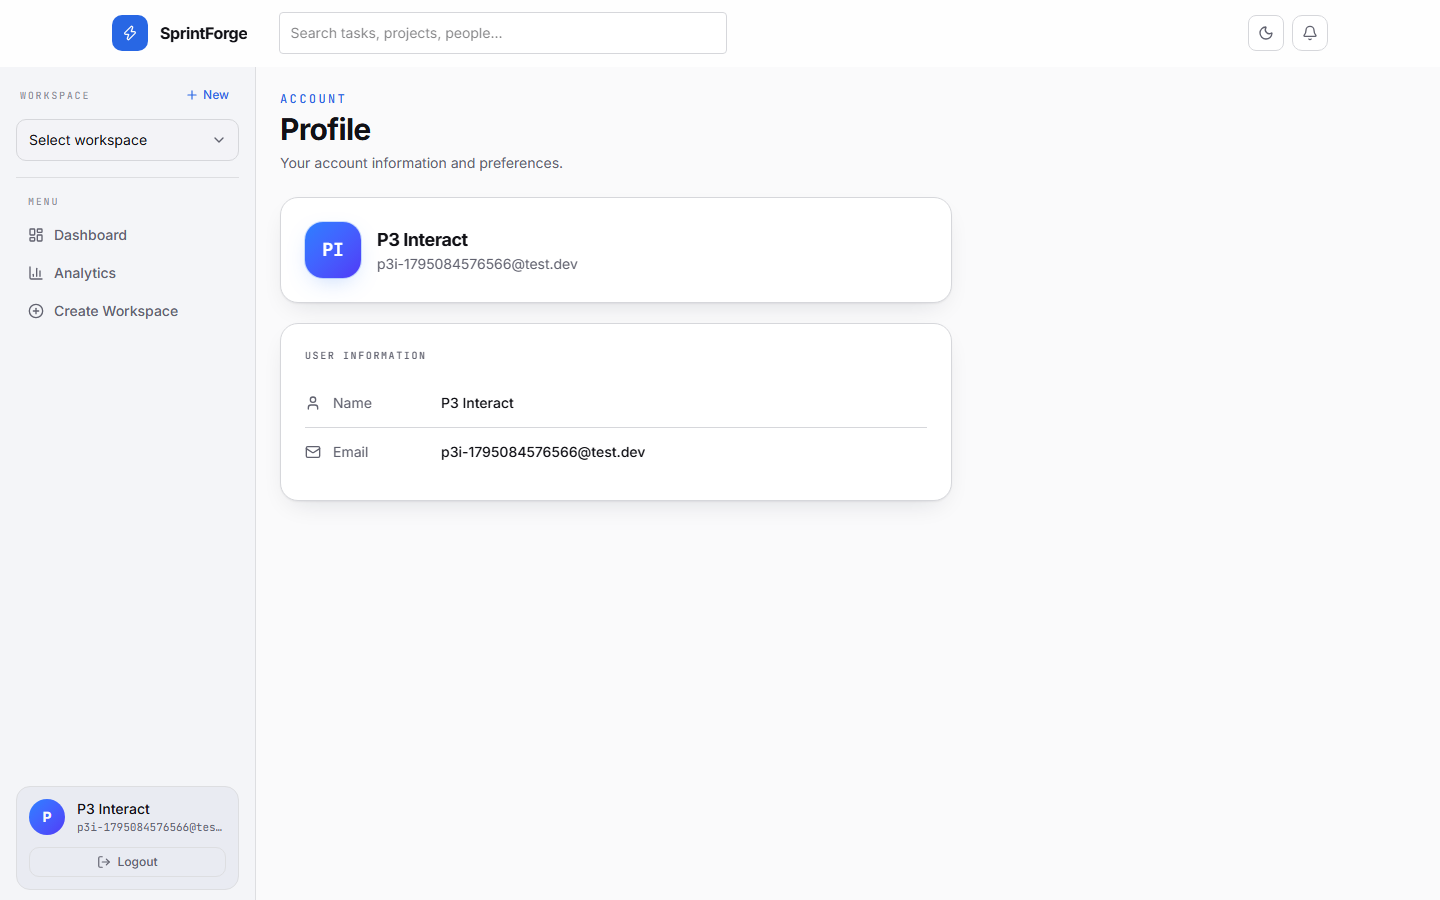 SprintForge
Search tasks, projects, people...
WORKSPACE
New
Select workspace
MENU
Dashboard
Analytics
Create Workspace
P
P3 Interact
p3i-1795084576566@tes…
Logout
ACCOUNT
Profile
Your account information and preferences.
PI
P3 Interact
p3i-1795084576566@test.dev
USER INFORMATION
Name P3 Interact
Email p3i-1795084576566@test.dev